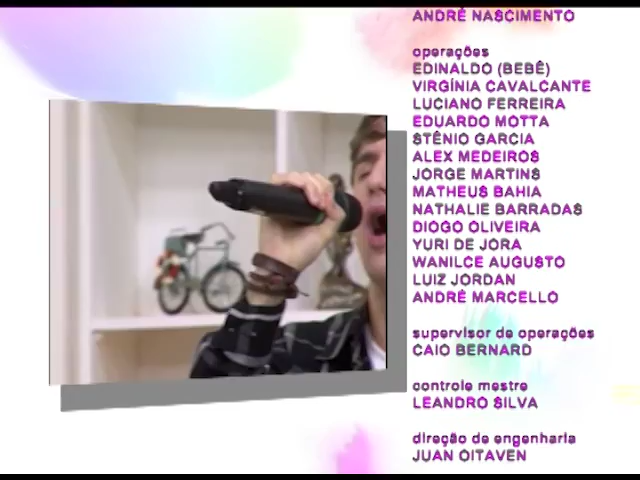 ANDRÉ NASCIMENTO
operações
EDINALDO (BEBÊ)
VIRGÍNIA CAVALCANTE
LUCIANO FERREIRA
EDUARDO MOTTA
STÊNIO GARCIA
ALEX MEDEIROS
JORGE MARTINS
MATHEUS BAHIA
NATHALIE BARRADAS
DIOGO OLIVEIRA
YURI DE JORA
WANILCE AUGUSTO
LUIZ JORDAN
ANDRÉ MARCELLO
supervisor de operações
CAIO BERNARD
controle mestre
LEANDRO SILVA
direção de engenharia
JUAN OITAVEN